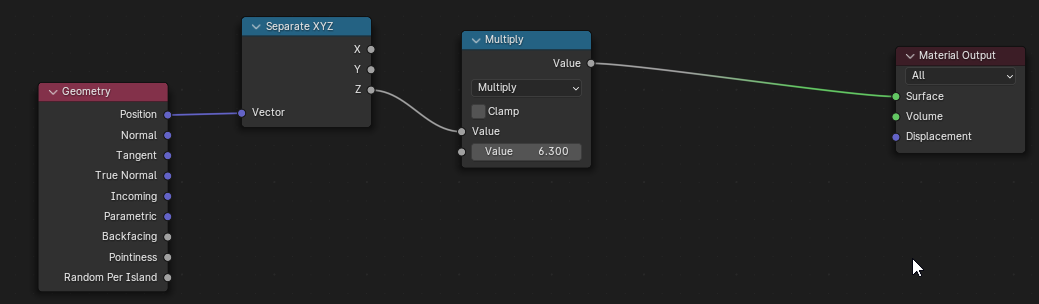 Geometry
Position
Normal
Tangent
True Normal
Incoming
Parametric
Backfacing
Pointiness
Random Per Island
Separate XYZ
X
Y
Z
Vector
Multiply
Value
Multiply
Clamp
Value
Value 6.300
Material Output
All
Surface
Volume
Displacement